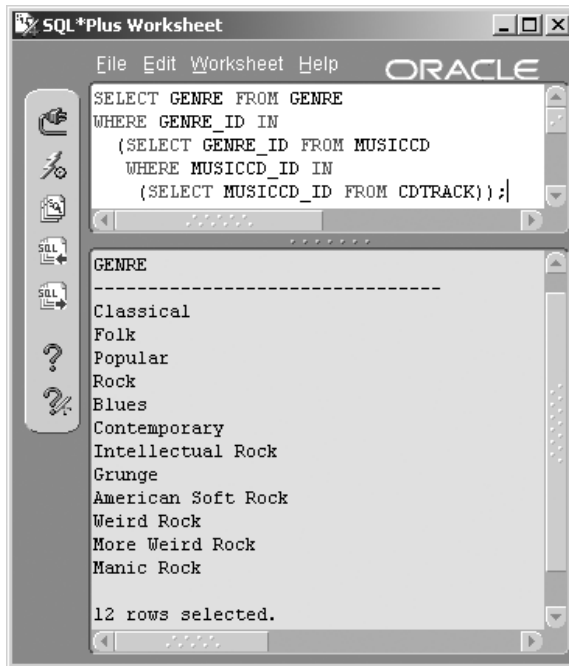 SQL*Plus Worksheet
File Edit Worksheet Help
ORACLE
SELECT GENRE FROM GENRE
WHERE GENRE_ID IN
(SELECT GENRE_ID FROM MUSICCD
WHERE MUSICCD_ID IN
(SELECT MUSICCD_ID FROM CDTRACK));
SQL
SQL
GENRE
--------------------------------
Classical
Folk
Popular
Rock
Blues
Contemporary
Intellectual Rock
Grunge
American Soft Rock
Weird Rock
More Weird Rock
Manic Rock
12 rows selected.